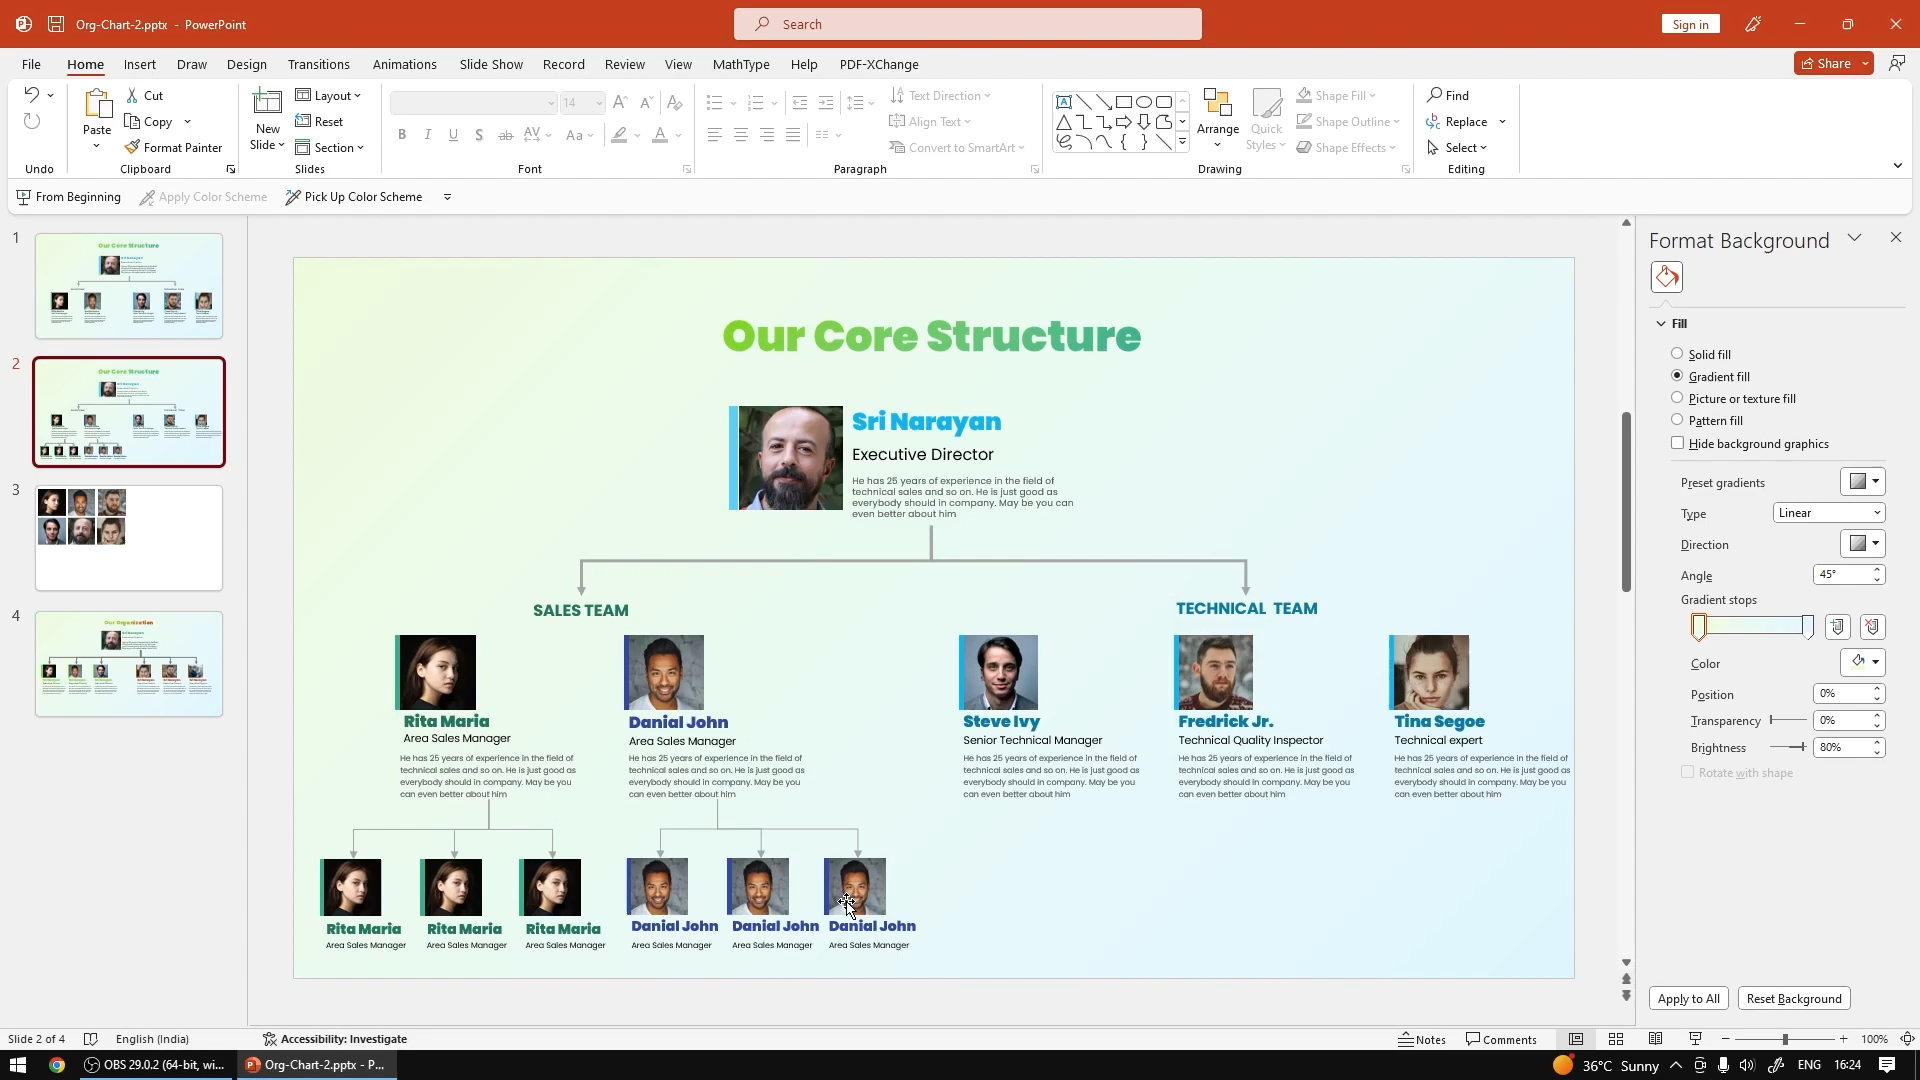 Org-Chart-2.pptx - PowerPoint
Search
Sign in
File Home Insert Draw Design Transitions Animations Slide Show Record Review View MathType Help PDF-XChange
Share
Undo
Paste
Cut
Copy
Format Painter
Clipboard
New Slide
Layout
Reset
Section
Slides
14
Font
Text Direction
Align Text
Convert to SmartArt
Paragraph
Arrange
Quick Styles
Shape Fill
Shape Outline
Shape Effects
Drawing
Find
Replace
Select
Editing
From Beginning Apply Color Scheme Pick Up Color Scheme
1
Our Core Structure
2
Our Core Structure
3
4
Our Organization
Our Core Structure
Sri Narayan
Executive Director
He has 25 years of experience in the field of
technical sales and so on. He is just good as
everybody should in company. May be you can
even better about him
SALES TEAM
TECHNICAL TEAM
Rita Maria
Area Sales Manager
He has 25 years of experience in the field of
technical sales and so on. He is just good as
everybody should in company. May be you
can even better about him
Danial John
Area Sales Manager
He has 25 years of experience in the field of
technical sales and so on. He is just good as
everybody should in company. May be you
can even better about him
Steve Ivy
Senior Technical Manager
He has 25 years of experience in the field of
technical sales and so on. He is just good as
everybody should in company. May be you
can even better about him
Fredrick Jr.
Technical Quality Inspector
He has 25 years of experience in the field of
technical sales and so on. He is just good as
everybody should in company. May be you
can even better about him
Tina Segoe
Technical expert
He has 25 years of experience in the field of
technical sales and so on. He is just good as
everybody should in company. May be you
can even better about him
Rita Maria
Area Sales Manager
Rita Maria
Area Sales Manager
Rita Maria
Area Sales Manager
Danial John
Area Sales Manager
Danial John
Area Sales Manager
Danial John
Area Sales Manager
Format Background
Fill
Solid fill
Gradient fill
Picture or texture fill
Pattern fill
Hide background graphics
Preset gradients
Type Linear
Direction
Angle 45°
Gradient stops
Color
Position 0%
Transparency 0%
Brightness 80%
Rotate with shape
Apply to All Reset Background
Slide 2 of 4 English (India) Accessibility: Investigate
Notes Comments 100%
OBS 29.0.2 (64-bit, wi...
Org-Chart-2.pptx - P...
36°C Sunny ENG 16:24